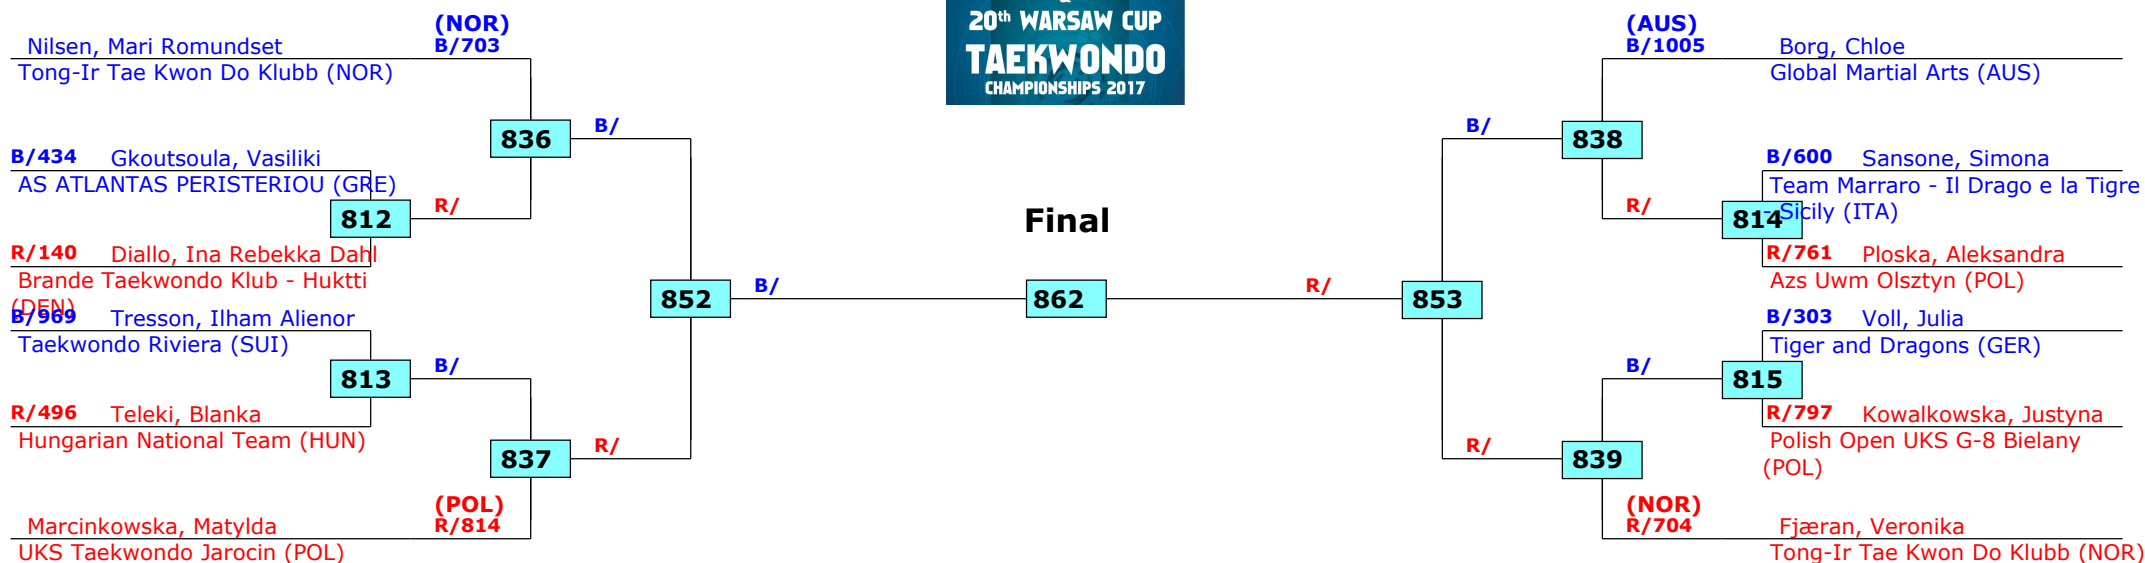 20th WARSAW CUP
TAEKWONDO
CHAMPIONSHIPS 2017
(NOR)
Nilsen, Mari Romundset B/703
Tong-Ir Tae Kwon Do Klubb (NOR)
836
B/
B/434 Gkoutsoula, Vasiliki
AS ATLANTAS PERISTERIOU (GRE)
812
R/
R/140 Diallo, Ina Rebekka Dahl
Brande Taekwondo Klub - Huktti
(DEN)
852
B/
B/969 Tresson, Ilham Alienor
Taekwondo Riviera (SUI)
813
B/
R/496 Teleki, Blanka
Hungarian National Team (HUN)
837
R/
(POL)
Marcinkowska, Matylda R/814
UKS Taekwondo Jarocin (POL)
Final
862
(AUS)
B/1005 Borg, Chloe
Global Martial Arts (AUS)
B/
838
B/600 Sansone, Simona
Team Marraro - Il Drago e la Tigre
- Sicily (ITA)
R/
814
R/761 Ploska, Aleksandra
Azs Uwm Olsztyn (POL)
R/
853
B/303 Voll, Julia
Tiger and Dragons (GER)
B/
815
R/797 Kowalkowska, Justyna
Polish Open UKS G-8 Bielany
(POL)
R/
839
(NOR)
R/704 Fjæran, Veronika
Tong-Ir Tae Kwon Do Klubb (NOR)